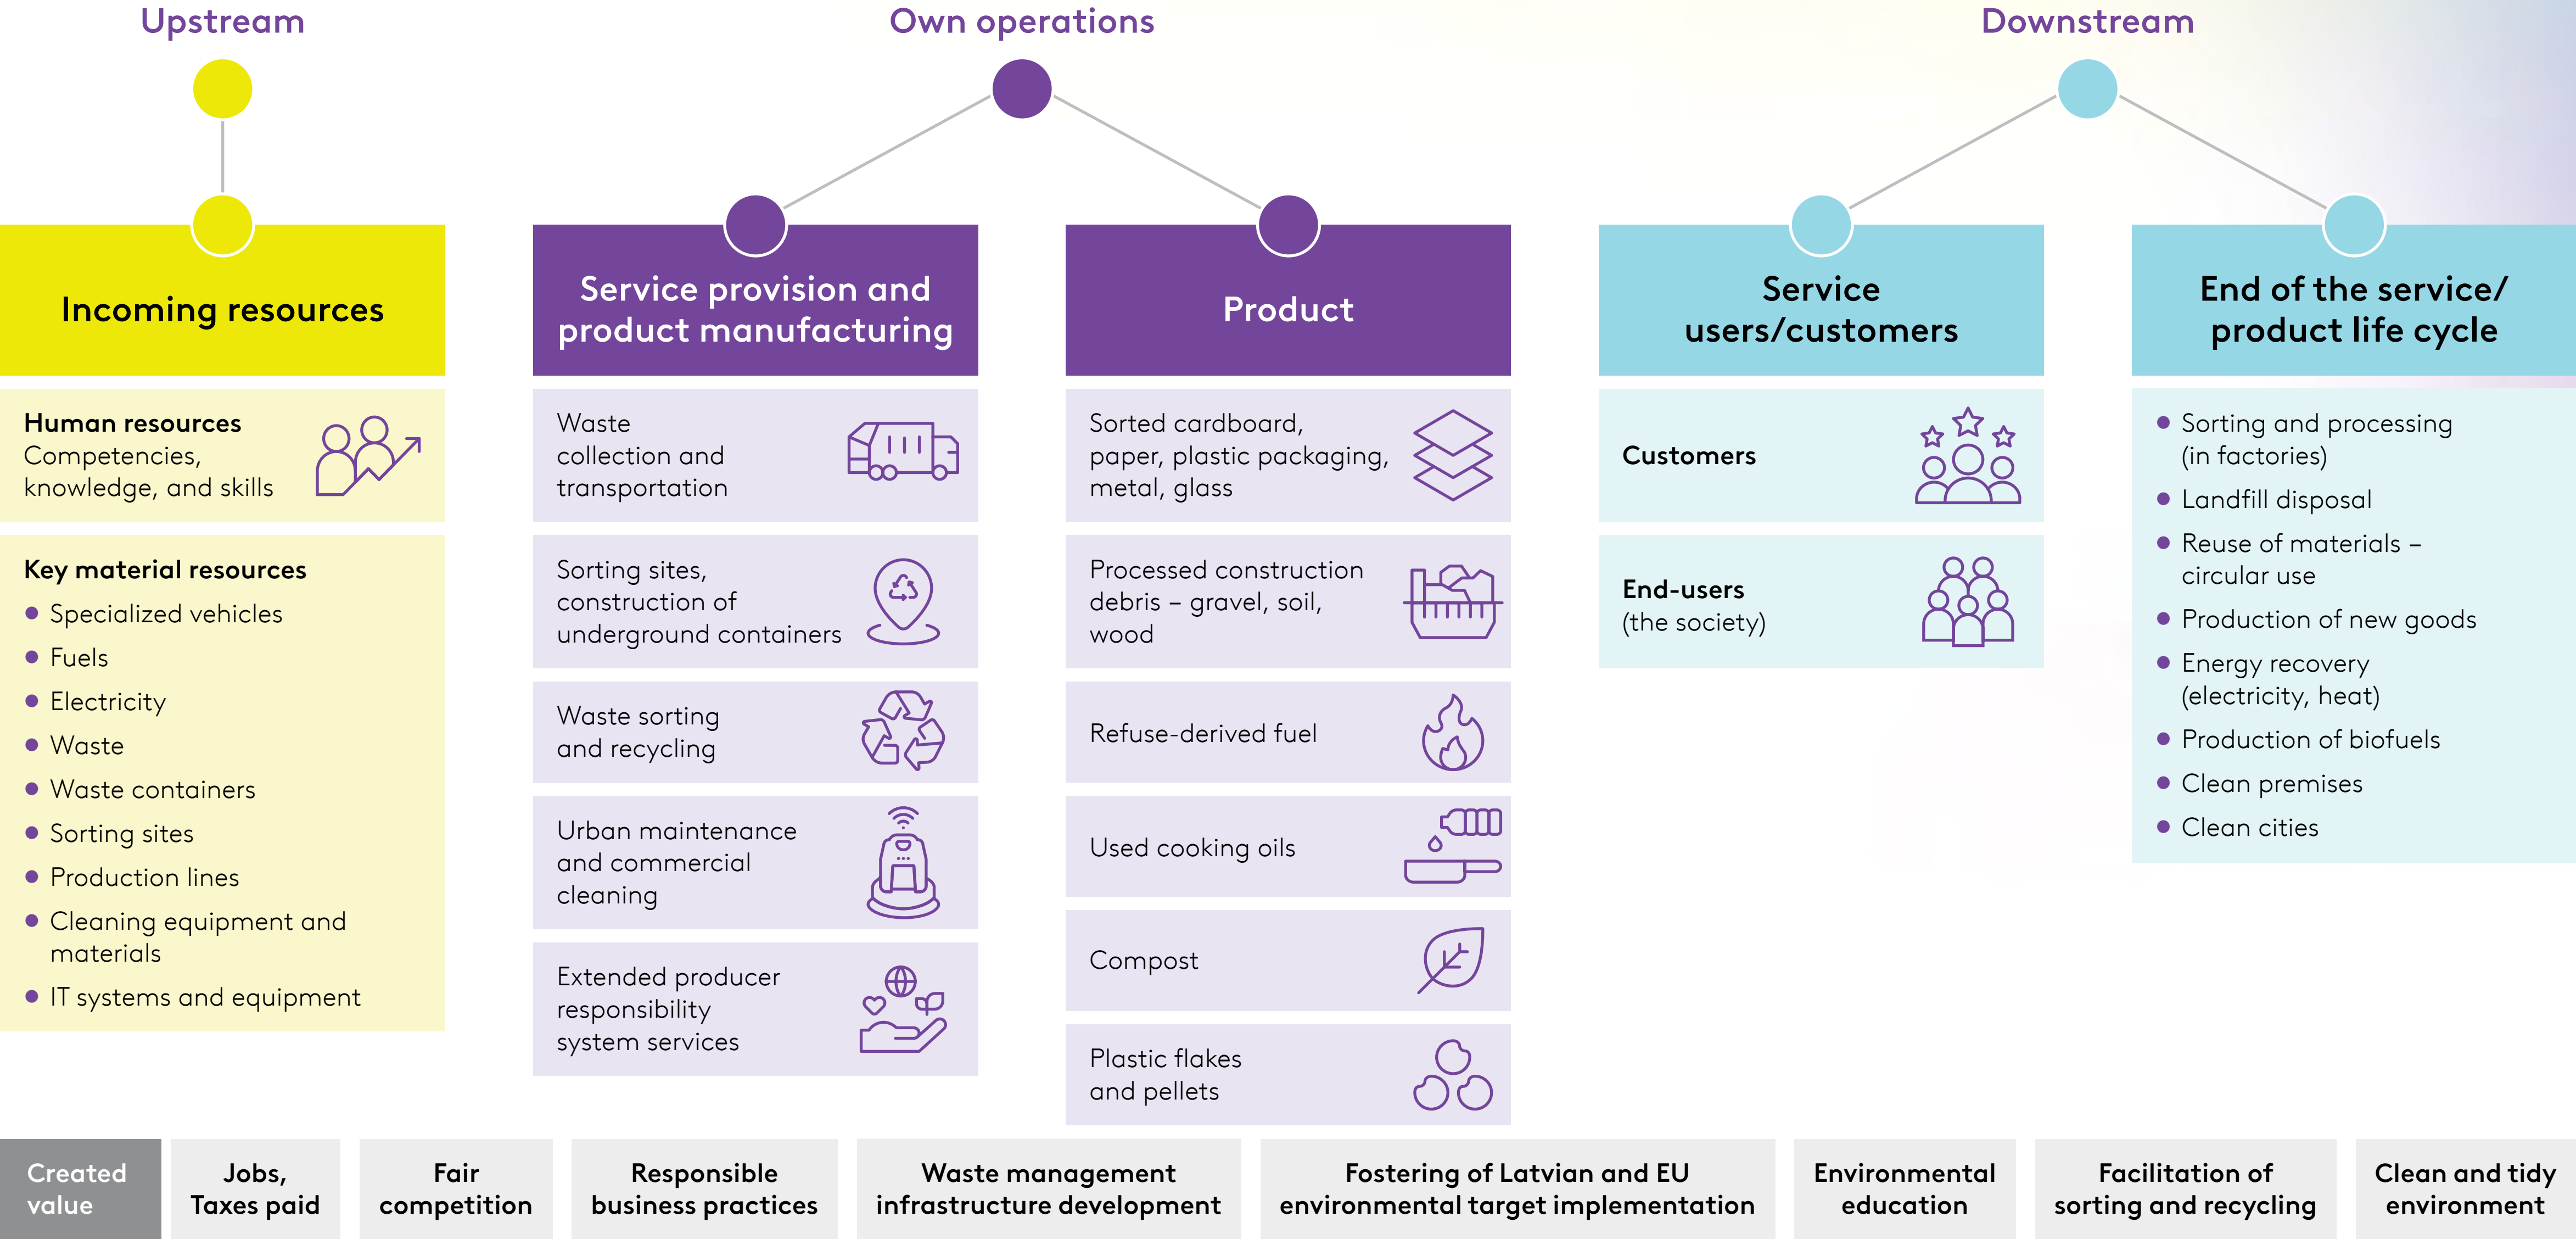 Upstream
Own operations
Downstream
Incoming resources
Human resources
Competencies,
knowledge, and skills
Key material resources
Specialized vehicles
Fuels
Electricity
Waste
Waste containers
Sorting sites
Production lines
Cleaning equipment and
materials
IT systems and equipment
Service provision and
product manufacturing
Waste
collection and
transportation
Sorting sites,
construction of
underground containers
Waste sorting
and recycling
Urban maintenance
and commercial
cleaning
Extended producer
responsibility
system services
Product
Sorted cardboard,
paper, plastic packaging,
metal, glass
Processed construction
debris – gravel, soil,
wood
Refuse-derived fuel
Used cooking oils
Compost
Plastic flakes
and pellets
Service
users/customers
Customers
End-users
(the society)
End of the service/
product life cycle
Sorting and processing
(in factories)
Landfill disposal
Reuse of materials –
circular use
Production of new goods
Energy recovery
(electricity, heat)
Production of biofuels
Clean premises
Clean cities
Created
value
Jobs,
Taxes paid
Fair
competition
Responsible
business practices
Waste management
infrastructure development
Fostering of Latvian and EU
environmental target implementation
Environmental
education
Facilitation of
sorting and recycling
Clean and tidy
environment